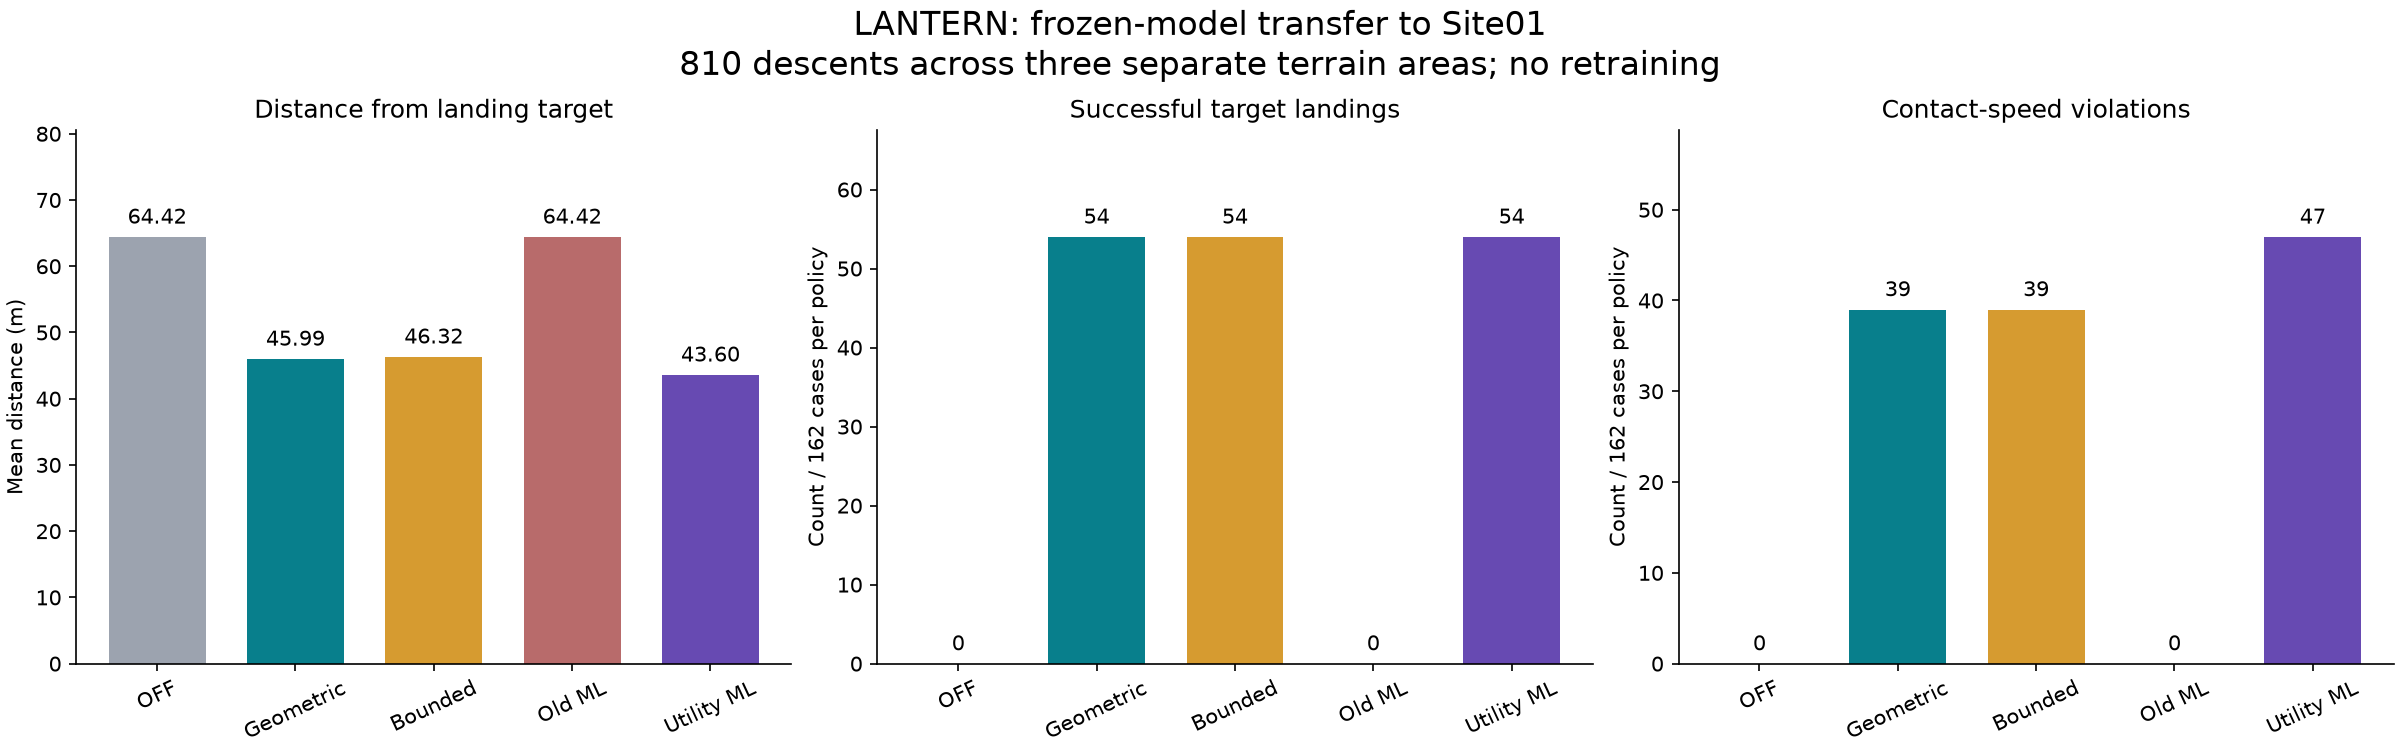 LANTERN: frozen-model transfer to Site01
810 descents across three separate terrain areas; no retraining
Distance from landing target
Mean distance (m)
80
70
60
50
40
30
20
10
0
64.42
45.99
46.32
64.42
43.60
OFF
Geometric
Bounded
Old ML
Utility ML
Successful target landings
Count / 162 cases per policy
60
50
40
30
20
10
0
0
54
54
0
54
OFF
Geometric
Bounded
Old ML
Utility ML
Contact-speed violations
Count / 162 cases per policy
50
40
30
20
10
0
0
39
39
0
47
OFF
Geometric
Bounded
Old ML
Utility ML